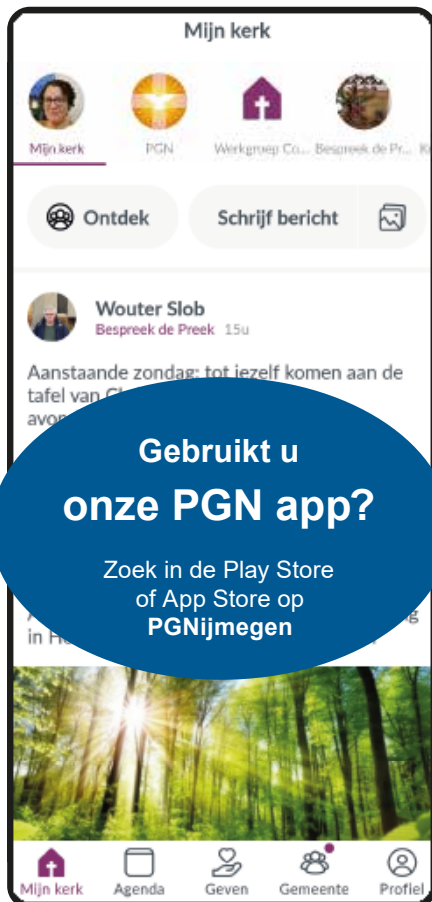 Mijn kerk
Mijn kerk
PGN
Werkgroep Co...
Bespreek de Pr...
Ontdek
Schrijf bericht
Wouter Slob
Bespreek de Preek 15u
Aanstaande zondag: tot jezelf komen aan de
tafel van
Gebruikt u
onze PGN app?
Zoek in de Play Store
of App Store op
PGNijmegen
in
Mijn kerk
Agenda
Geven
Gemeente
Profiel